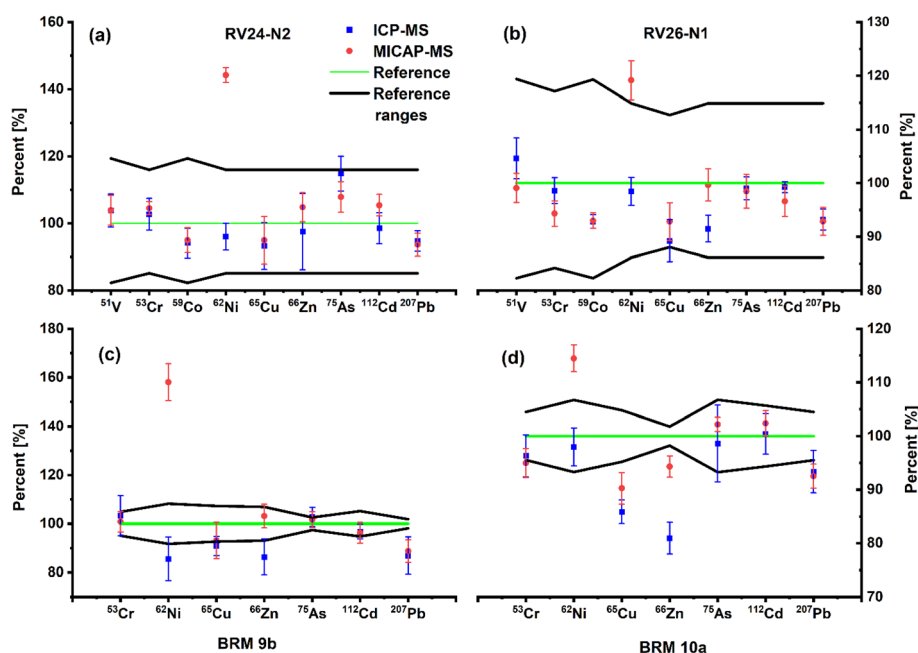 (a)
RV24-N2
ICP-MS
MICAP-MS
Reference
Reference
ranges
Percent [%]
160
140
120
100
80
⁵¹V ⁵³Cr ⁵⁹Co ⁶²Ni ⁶⁵Cu ⁶⁶Zn ⁷⁵As ¹¹²Cd ²⁰⁷Pb
(b)
RV26-N1
Percent [%]
130
120
110
100
90
80
⁵¹V ⁵³Cr ⁵⁹Co ⁶²Ni ⁶⁵Cu ⁶⁶Zn ⁷⁵As ¹¹²Cd ²⁰⁷Pb
(c)
Percent [%]
180
160
140
120
100
80
⁵³Cr ⁶²Ni ⁶⁵Cu ⁶⁶Zn ⁷⁵As ¹¹²Cd ²⁰⁷Pb
BRM 9b
(d)
Percent [%]
120
110
100
90
80
70
⁵³Cr ⁶²Ni ⁶⁵Cu ⁶⁶Zn ⁷⁵As ¹¹²Cd ²⁰⁷Pb
BRM 10a